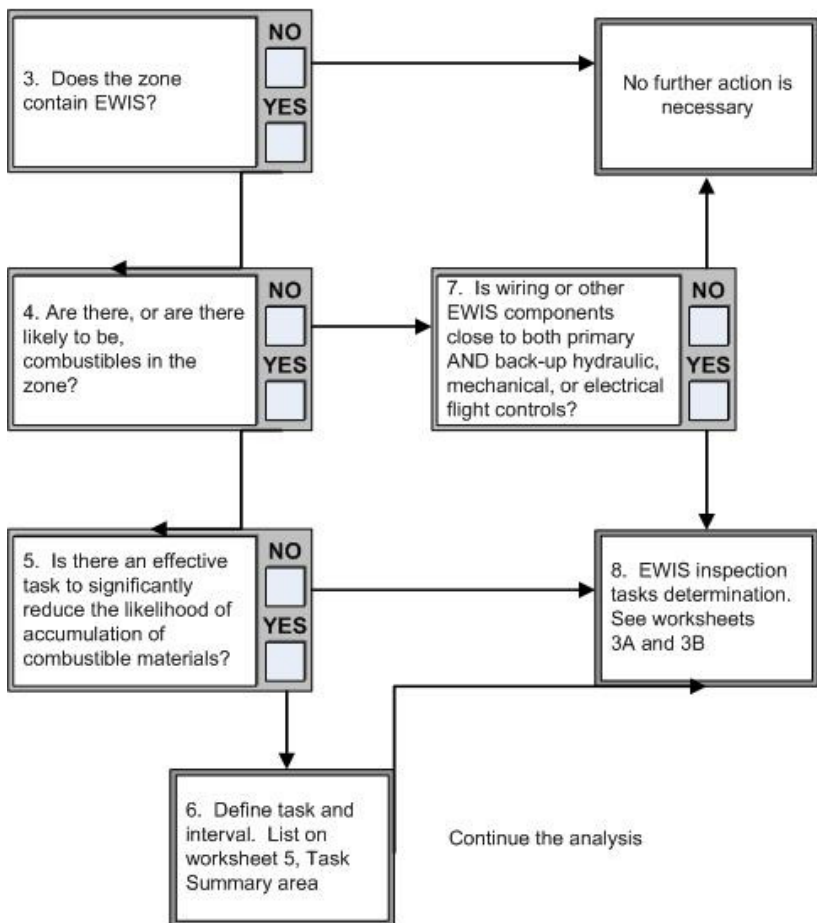 3. Does the zone
contain EWIS?
NO
YES
No further action is
necessary
4. Are there, or are there
likely to be,
combustibles in the
zone?
NO
YES
7. Is wiring or other
EWIS components
close to both primary
AND back-up hydraulic,
mechanical, or electrical
flight controls?
NO
YES
5. Is there an effective
task to significantly
reduce the likelihood of
accumulation of
combustible materials?
NO
YES
8. EWIS inspection
tasks determination.
See worksheets
3A and 3B
6. Define task and
interval. List on
worksheet 5, Task
Summary area
Continue the analysis